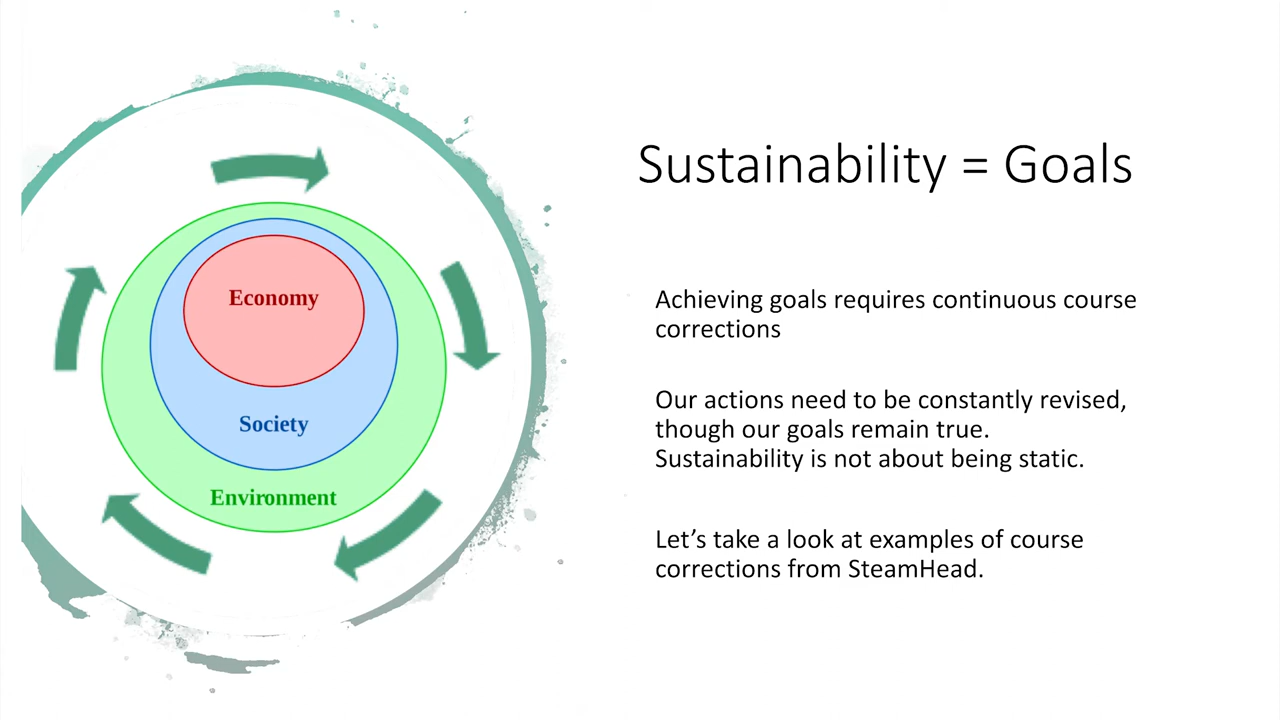 Sustainability = Goals
Economy
Society
Environment
Achieving goals requires continuous course
corrections
Our actions need to be constantly revised,
though our goals remain true.
Sustainability is not about being static.
Let’s take a look at examples of course
corrections from SteamHead.